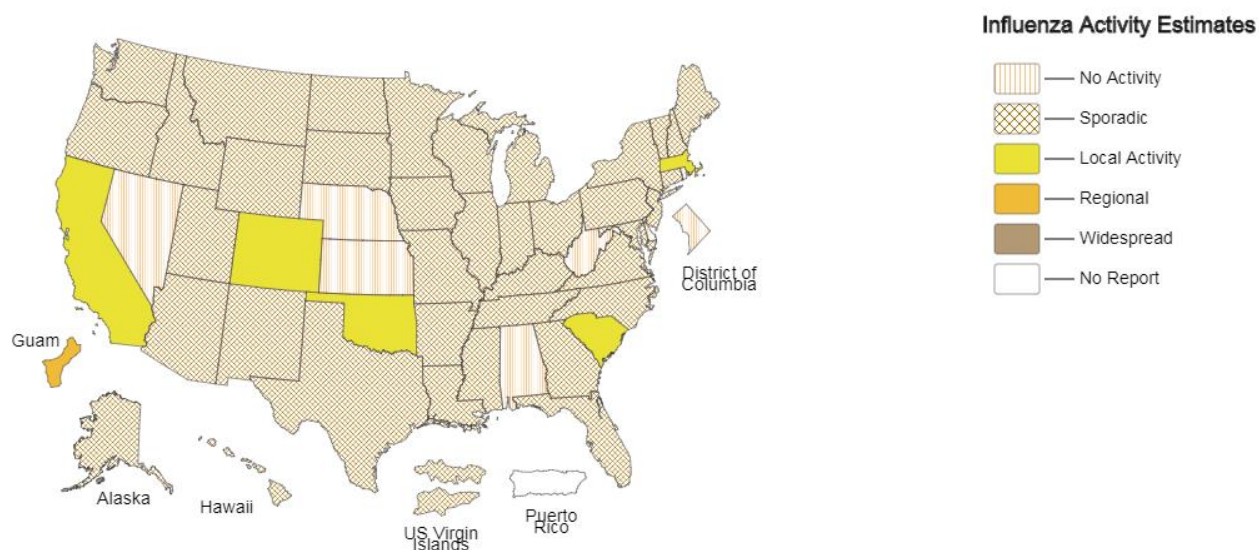 Influenza Activity Estimates
No Activity
Sporadic
Local Activity
Regional
Widespread
No Report
District of
Columbia
Guam
Alaska
Hawaii
US Virgin
Islands
Puerto
Rico